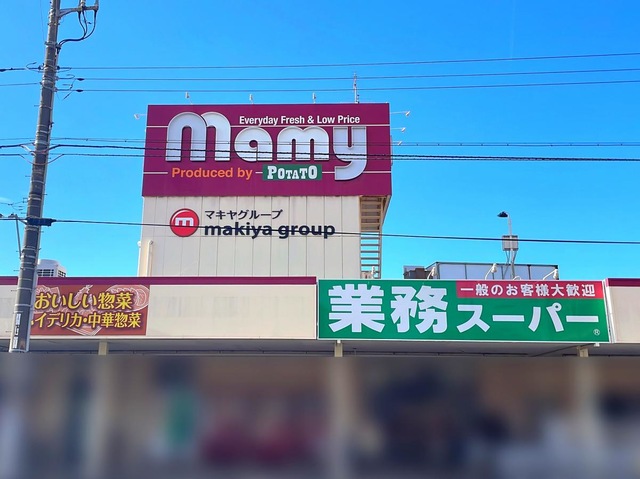 Everyday Fresh & Low Price
mamy
Produced by POTATO
マキヤグループ
m makiya group
おいしい惣菜
イデリカ・中華惣菜
一般のお客様大歓迎
業務スーパー®